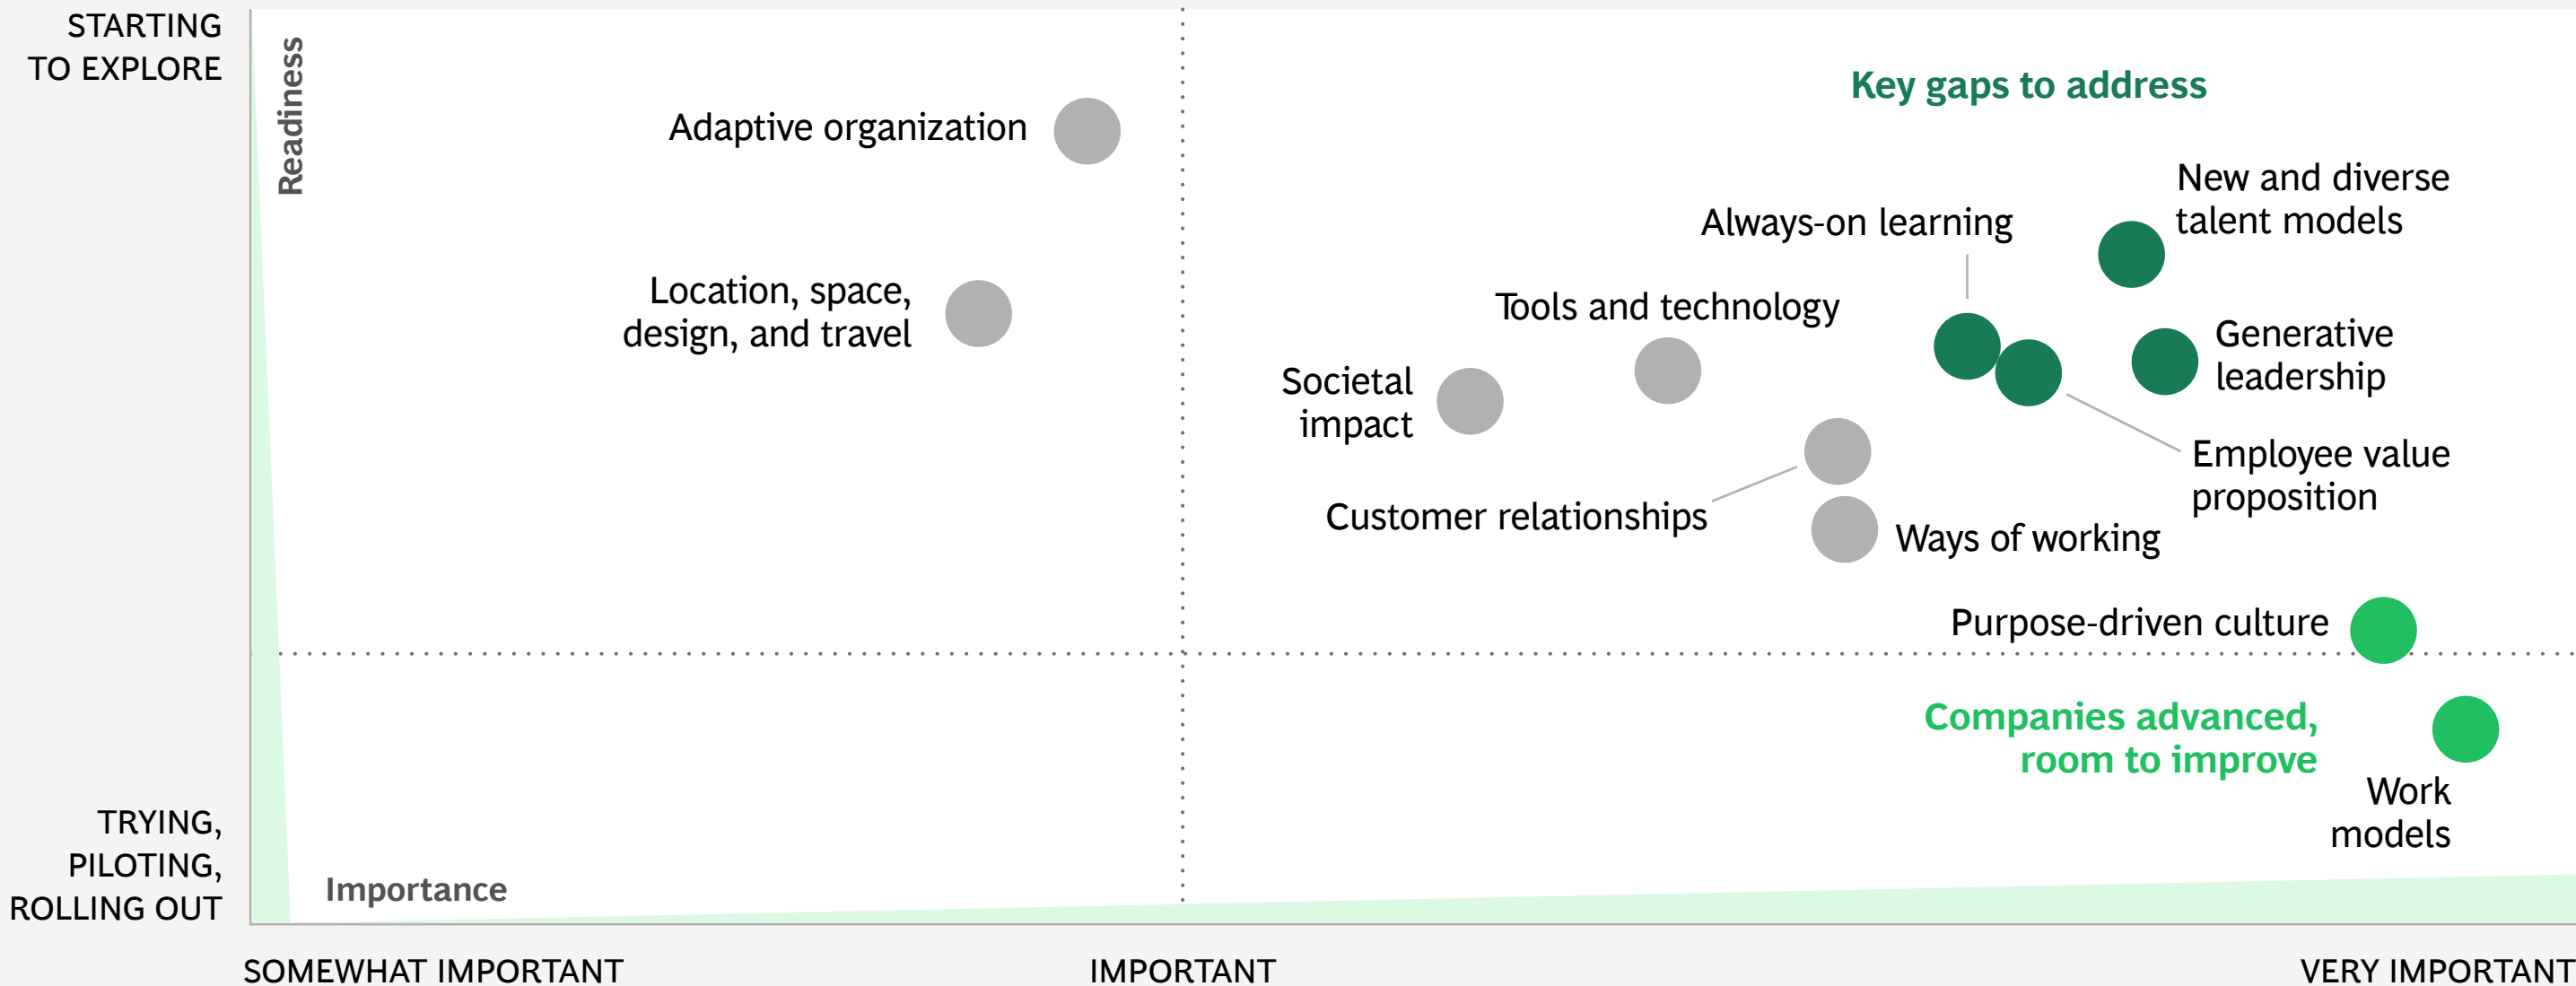 STARTING
TO EXPLORE
Readiness
Key gaps to address
Adaptive organization
New and diverse
talent models
Always-on learning
Location, space,
design, and travel
Tools and technology
Generative
leadership
Societal
impact
Employee value
proposition
Customer relationships
Ways of working
Purpose-driven culture
Companies advanced,
room to improve
Work
models
TRYING,
PILOTING,
ROLLING OUT
Importance
SOMEWHAT IMPORTANT
IMPORTANT
VERY IMPORTANT